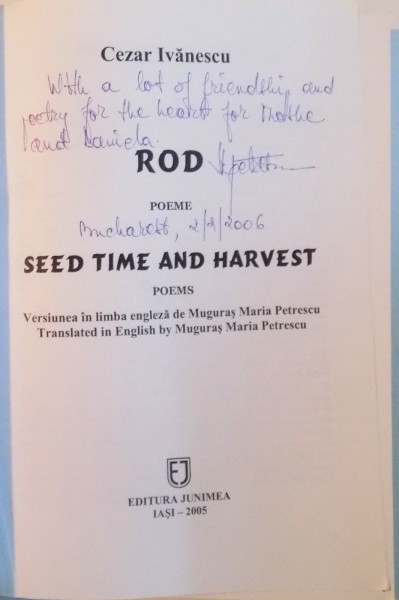 Cezar Ivănescu
With a lot of friendship and
poetry for the heart for
and Daniela.
ROD
POEME
Bucharest, 2/2/2006
SEED TIME AND HARVEST
POEMS
Versiunea în limba engleză de Muguraş Maria Petrescu
Translated in English by Muguraş Maria Petrescu
EJ
EDITURA JUNIMEA
IAŞI – 2005